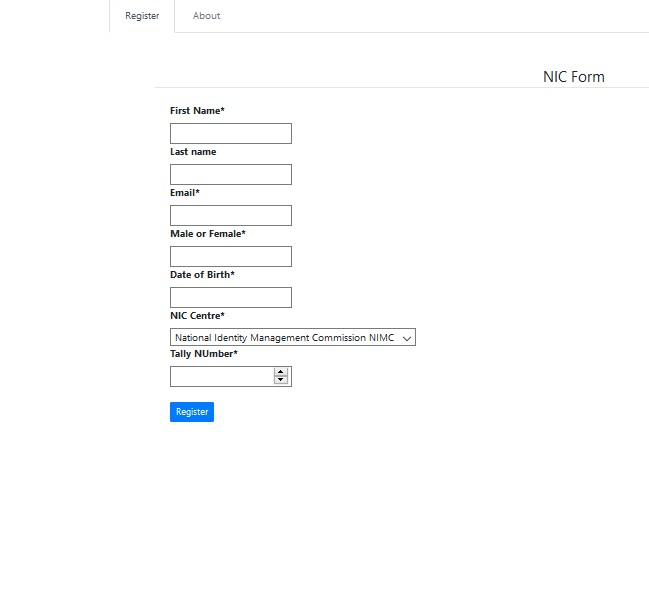 Register
About
NIC Form
First Name*
Last name
Email*
Male or Female*
Date of Birth*
NIC Centre*
National Identity Management Commission NIMC
Tally NUmber*
Register